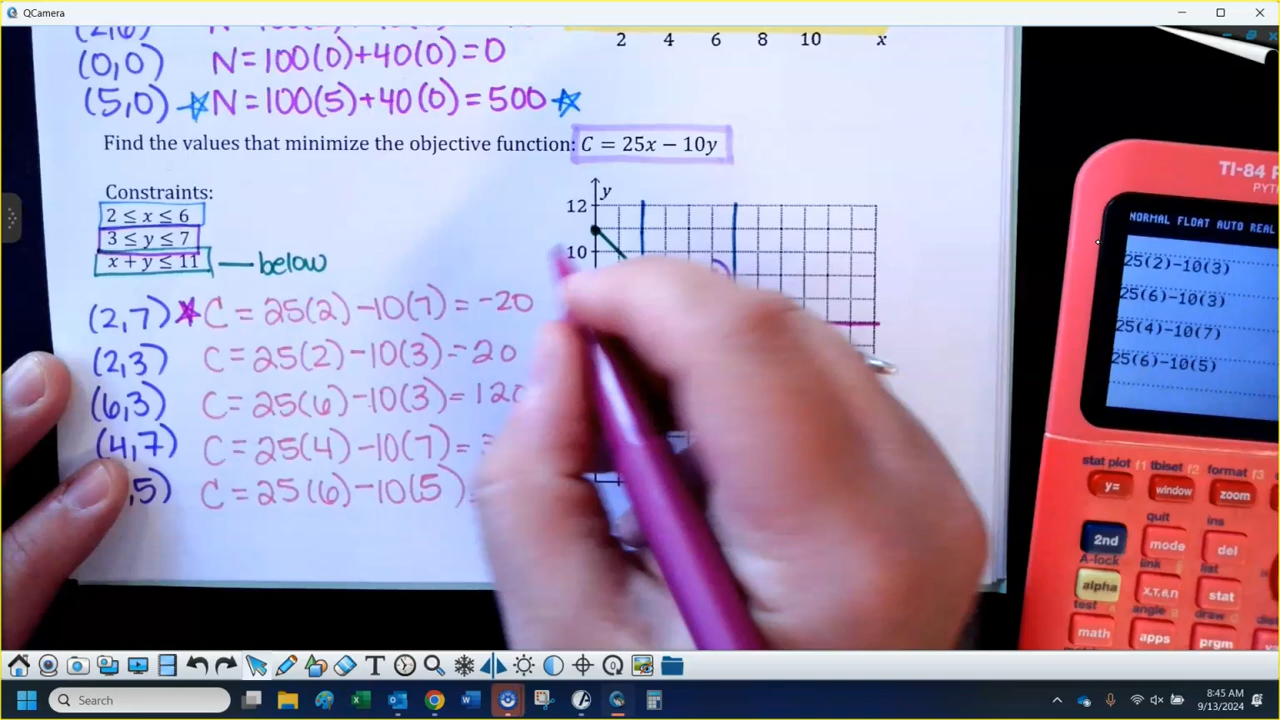 QCamera
(2,6)
(0,0) N=100(0)+40(0)=0
(5,0) N=100(5)+40(0)=500
2 4 6 8 10 x
Find the values that minimize the objective function: C = 25x − 10y
Constraints:
2 ≤ x ≤ 6
3 ≤ y ≤ 7
x + y ≤ 11 — below
(2,7) C = 25(2)-10(7) = -20
(2,3) C = 25(2)-10(3) = 20
(6,3) C = 25(6)-10(3) = 120
(4,7) C = 25(4)-10(7) =
,5) C = 25(6)-10(5)
y
12
10
TI-84
NORMAL FLOAT AUTO REAL
25(2)-10(3)
25(6)-10(3)
25(4)-10(7)
25(6)-10(5)
stat plot f1 tblset f2 format f3
y= window zoom
quit ins
2nd mode del
A-lock link list
alpha X,T,θ,n stat
test A angle B draw
math apps prgm
Search
8:45 AM
9/13/2024